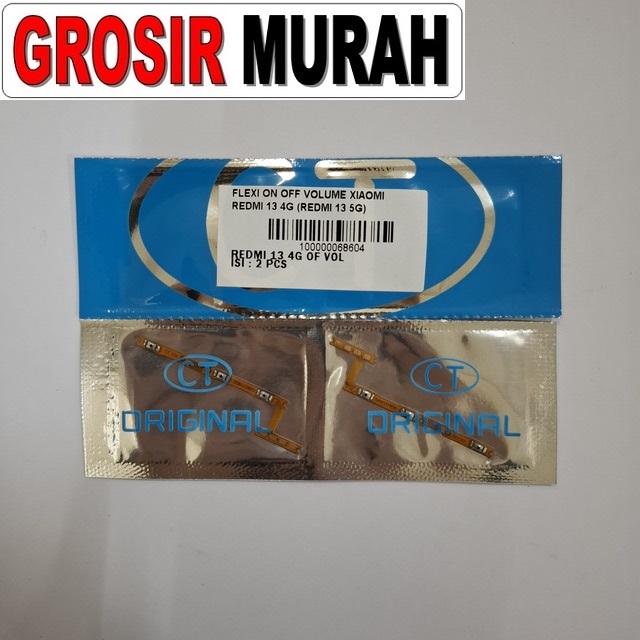 GROSIR MURAH
CT
FLEXI ON OFF VOLUME XIAOMI
REDMI 13 4G (REDMI 13 5G)
100000068604
REDMI 13 4G OF VOL
ISI : 2 PCS
CT
ORIGINAL
CT
ORIGINAL